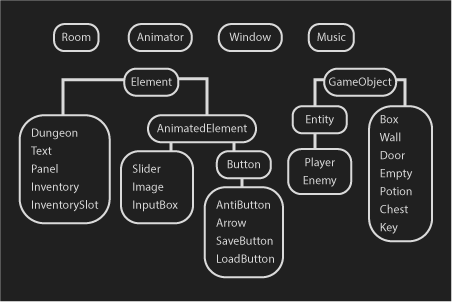 Room
Animator
Window
Music
Element
GameObject
Dungeon
Text
Panel
Inventory
InventorySlot
AnimatedElement
Slider
Image
InputBox
Button
AntiButton
Arrow
SaveButton
LoadButton
Entity
Player
Enemy
Box
Wall
Door
Empty
Potion
Chest
Key